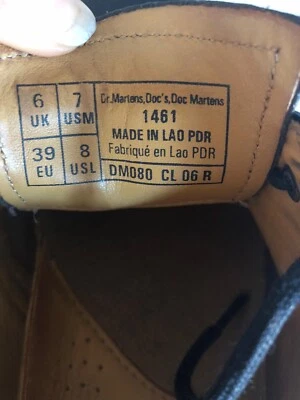 6 UK
7 USM
39 EU
8 USL
Dr.Martens,Doc's,Doc Martens
1461
MADE IN LAO PDR
Fabriqué en Lao PDR
DM080 CL 06 R